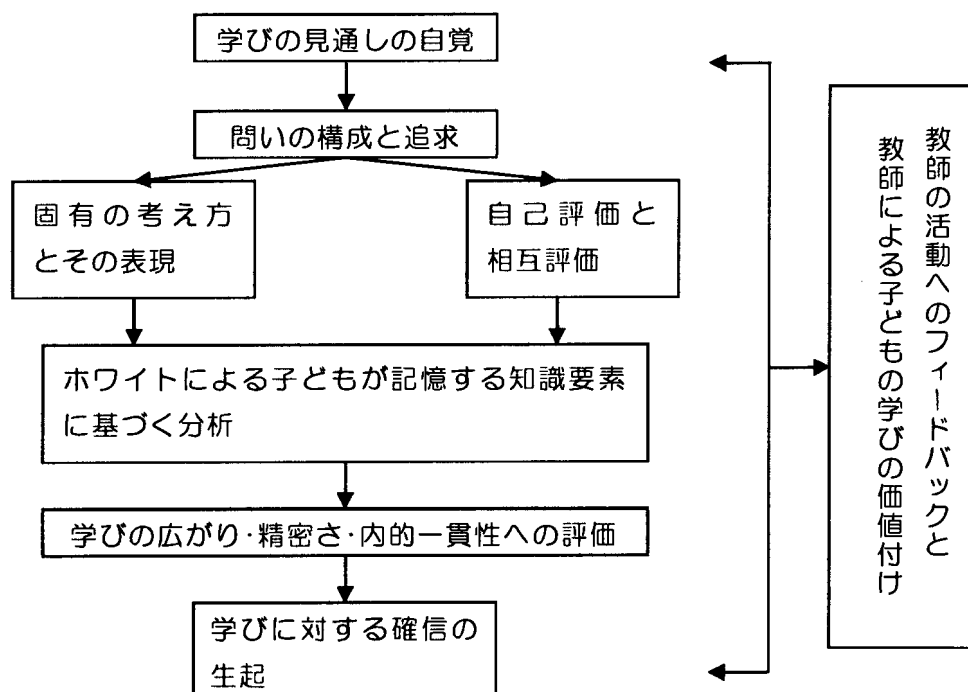 学びの見通しの自覚
問いの構成と追求
固有の考え方
とその表現
自己評価と
相互評価
ホワイトによる子どもが記憶する知識要素
に基づく分析
学びの広がり・精密さ・内的一貫性への評価
学びに対する確信の
生起
教師の活動へのフィードバックと
教師による子どもの学びの価値付け